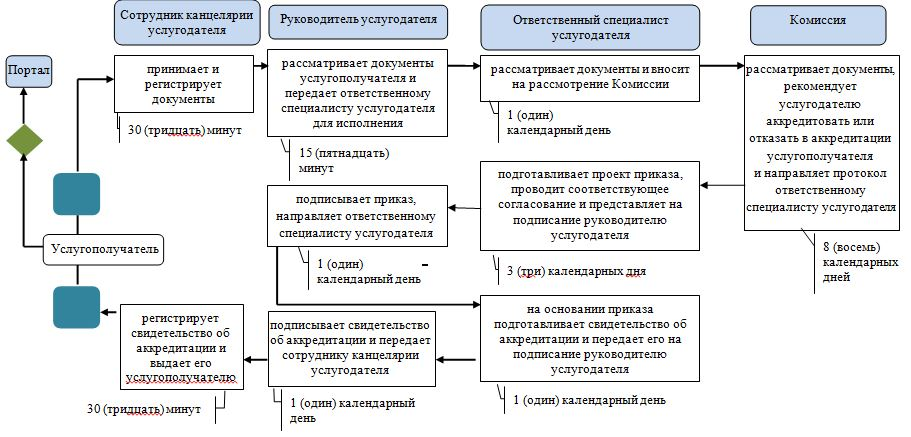 Сотрудник канцелярии
услугодателя
Руководитель услугодателя
Ответственный специалист
услугодателя
Комиссия
Портал
принимает и
регистрирует
документы
30 (тридцать) минут
рассматривает документы
услугополучателя и
передает ответственному
специалисту услугодателя
для исполнения
15 (пятнадцать)
минут
рассматривает документы и вносит
на рассмотрение Комиссии
1 (один)
календарный день
рассматривает документы,
рекомендует
услугодателю
аккредитовать или
отказать в аккредитации
услугополучателя
и направляет протокол
ответственному
специалисту услугодателя
8 (восемь)
календарных
дней
подготавливает проект приказа,
проводит соответствующее
согласование и представляет на
подписание руководителю
услугодателя
3 (три) календарных дня
подписывает приказ,
направляет ответственному
специалисту услугодателя
1 (один) –
календарный день
Услугополучатель
на основании приказа
подготавливает свидетельство об
аккредитации и передает его на
подписание руководителю
услугодателя
1 (один) календарный день
подписывает свидетельство
об аккредитации и передает
сотруднику канцелярии
услугодателя
1 (один) календарный
день
регистрирует
свидетельство об
аккредитации и
выдает его
услугополучателю
30 (тридцать) минут